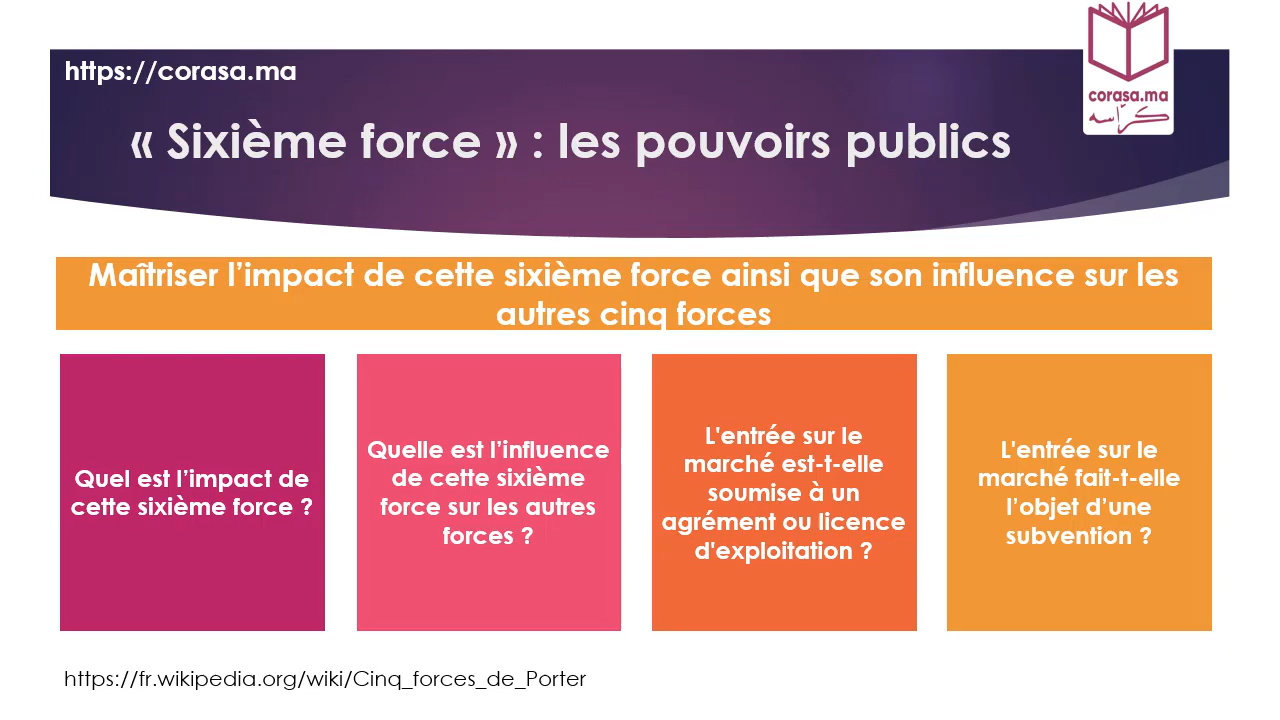 https://corasa.ma
corasa.ma
كرّاسة
« Sixième force » : les pouvoirs publics
Maîtriser l’impact de cette sixième force ainsi que son influence sur les
autres cinq forces
Quel est l’impact de
cette sixième force ?
Quelle est l’influence
de cette sixième
force sur les autres
forces ?
L'entrée sur le
marché est-t-elle
soumise à un
agrément ou licence
d'exploitation ?
L'entrée sur le
marché fait-t-elle
l’objet d’une
subvention ?
https://fr.wikipedia.org/wiki/Cinq_forces_de_Porter